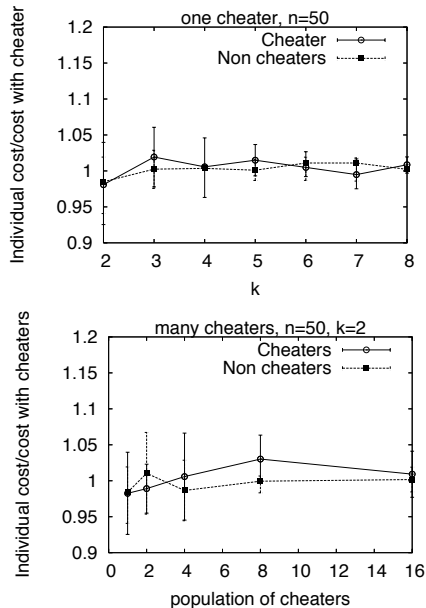 one cheater, n=50
Cheater
Non cheaters
Individual cost/cost with cheater
1.2
1.15
1.1
1.05
1
0.95
0.9
2 3 4 5 6 7 8
k
many cheaters, n=50, k=2
Cheaters
Non cheaters
Individual cost/cost with cheaters
1.2
1.15
1.1
1.05
1
0.95
0.9
0 2 4 6 8 10 12 14 16
population of cheaters